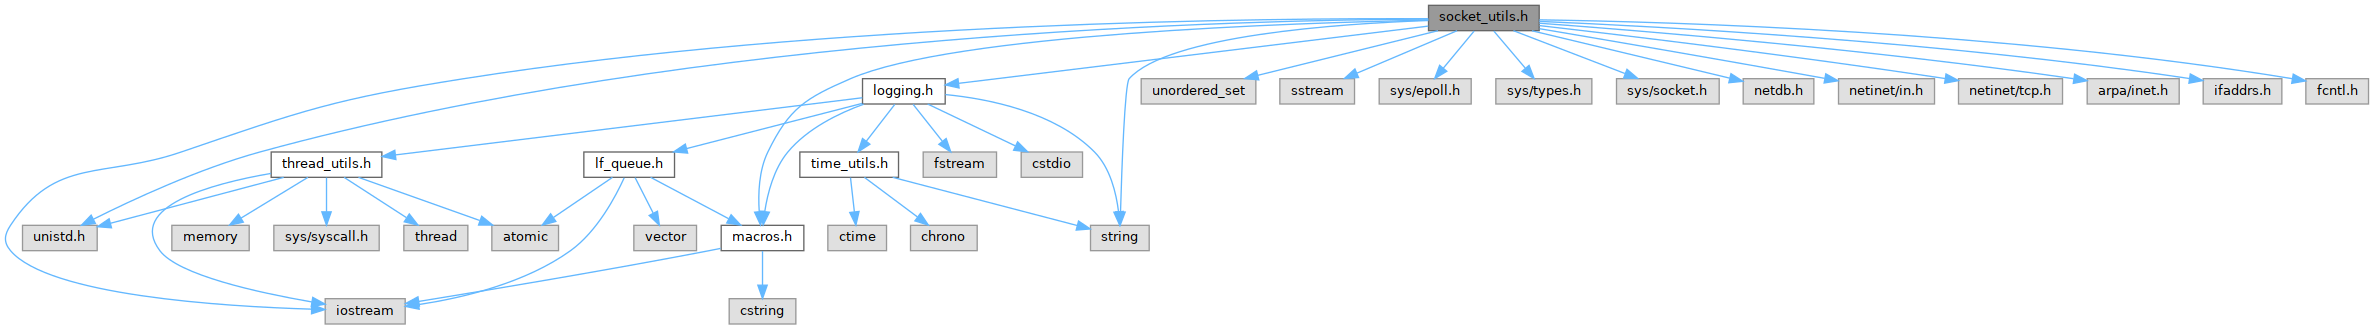 socket_utils.h
logging.h
unordered_set
sstream
sys/epoll.h
sys/types.h
sys/socket.h
netdb.h
netinet/in.h
netinet/tcp.h
arpa/inet.h
ifaddrs.h
fcntl.h
thread_utils.h
lf_queue.h
time_utils.h
fstream
cstdio
unistd.h
memory
sys/syscall.h
thread
atomic
vector
macros.h
ctime
chrono
string
iostream
cstring